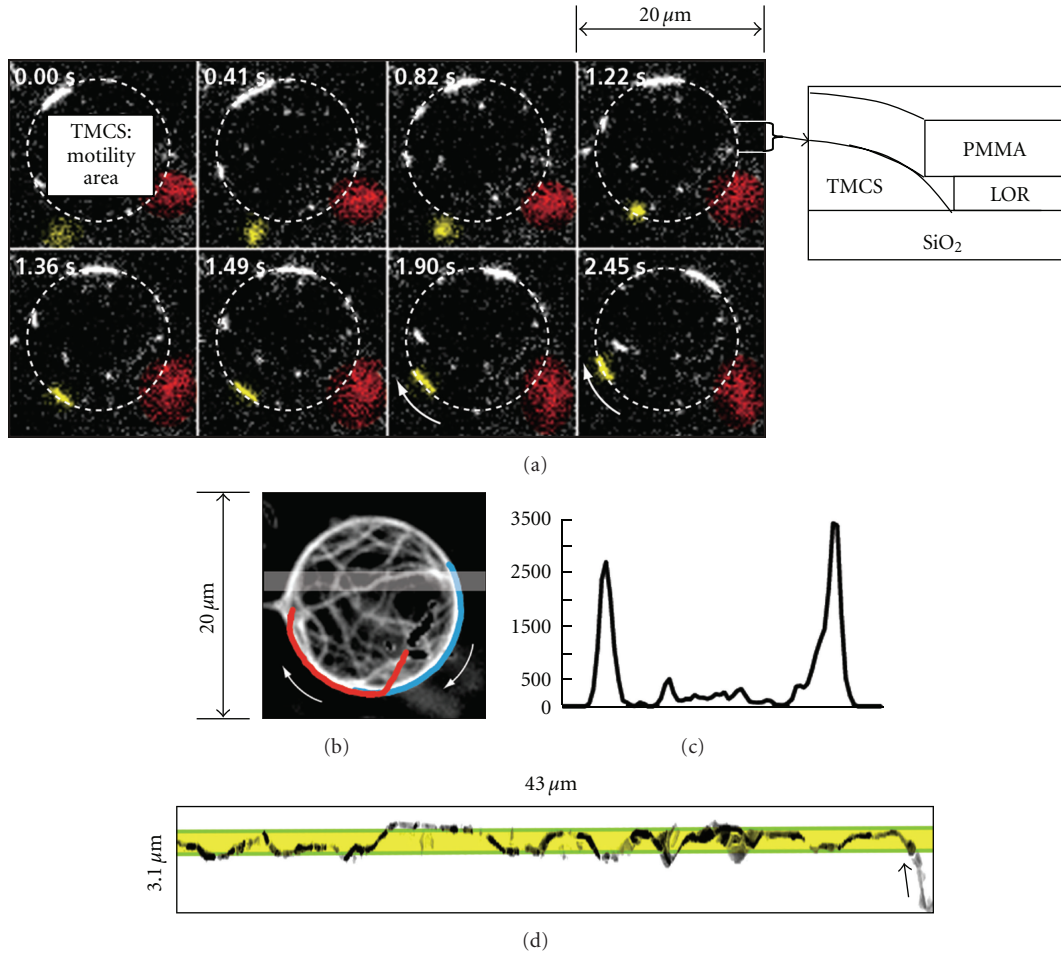 20 µm
0.00 s
0.41 s
0.82 s
1.22 s
TMCS:
motility
area
PMMA
TMCS
LOR
SiO₂
1.36 s
1.49 s
1.90 s
2.45 s
(a)
20 µm
3500
2500
1500
500
0
(b)
(c)
43 µm
3.1 µm
(d)